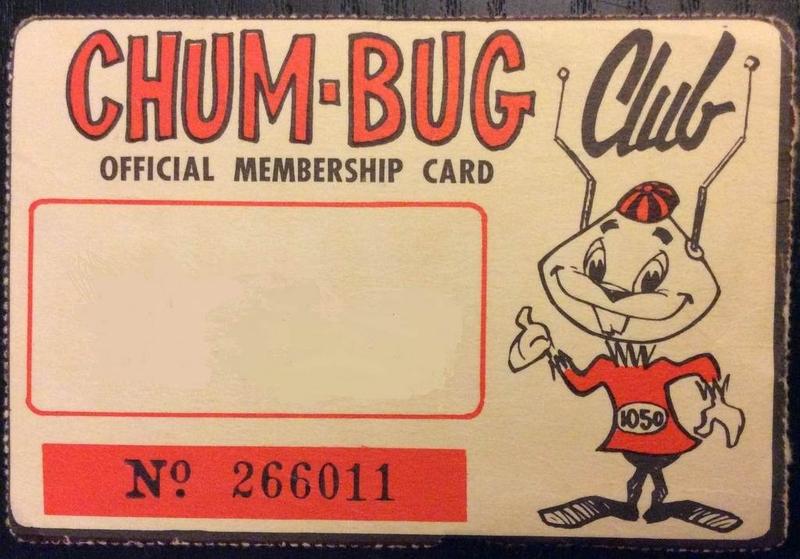 CHUM-BUG Club
OFFICIAL MEMBERSHIP CARD
1050
Nº 266011